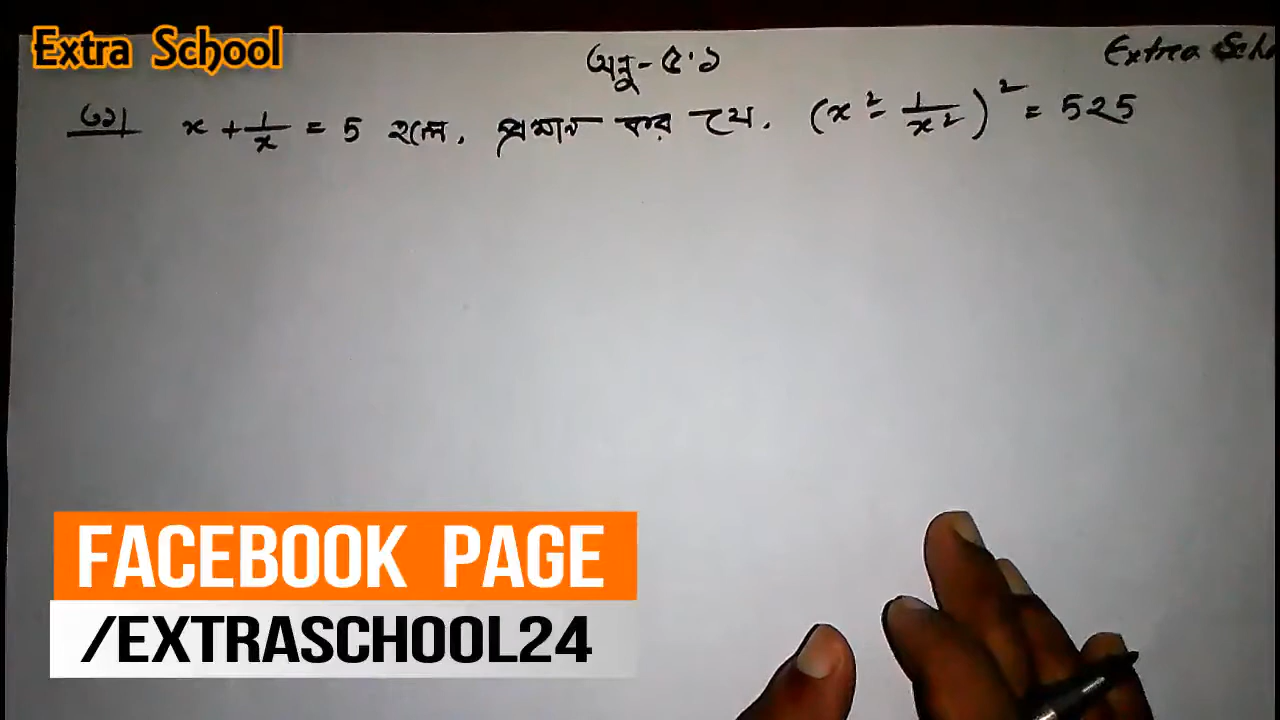 Extra School
অনু - ৫.১
Extra Scho
৩১| x + 1/x = 5 হলে, প্রমান কর যে, (x² - 1/x²)² = 525
FACEBOOK PAGE
/EXTRASCHOOL24